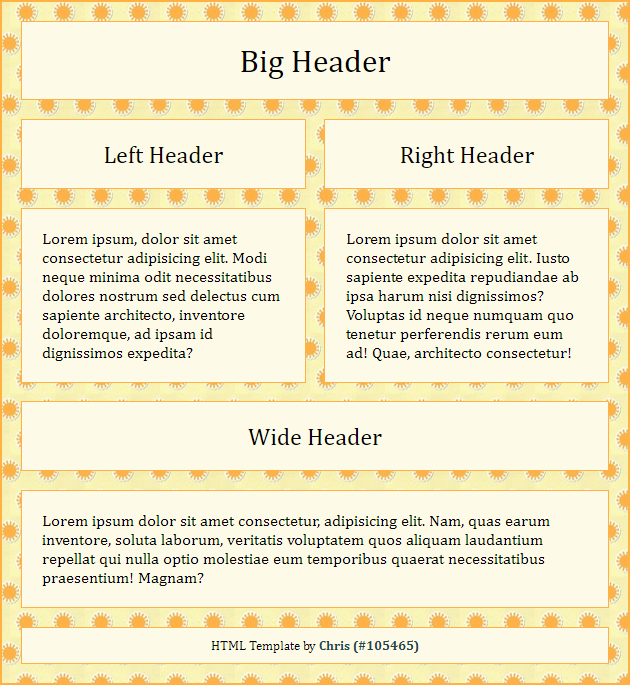 Big Header
Left Header
Right Header
Lorem ipsum, dolor sit amet
consectetur adipisicing elit. Modi
neque minima odit necessitatibus
dolores nostrum sed delectus cum
sapiente architecto, inventore
doloremque, ad ipsam id
dignissimos expedita?
Lorem ipsum dolor sit amet
consectetur adipisicing elit. Iusto
sapiente expedita repudiandae ab
ipsa harum nisi dignissimos?
Voluptas id neque numquam quo
tenetur perferendis rerum eum
ad! Quae, architecto consectetur!
Wide Header
Lorem ipsum dolor sit amet consectetur, adipisicing elit. Nam, quas earum
inventore, soluta laborum, veritatis voluptatem quos aliquam laudantium
repellat qui nulla optio molestiae eum temporibus quaerat necessitatibus
praesentium! Magnam?
HTML Template by Chris (#105465)